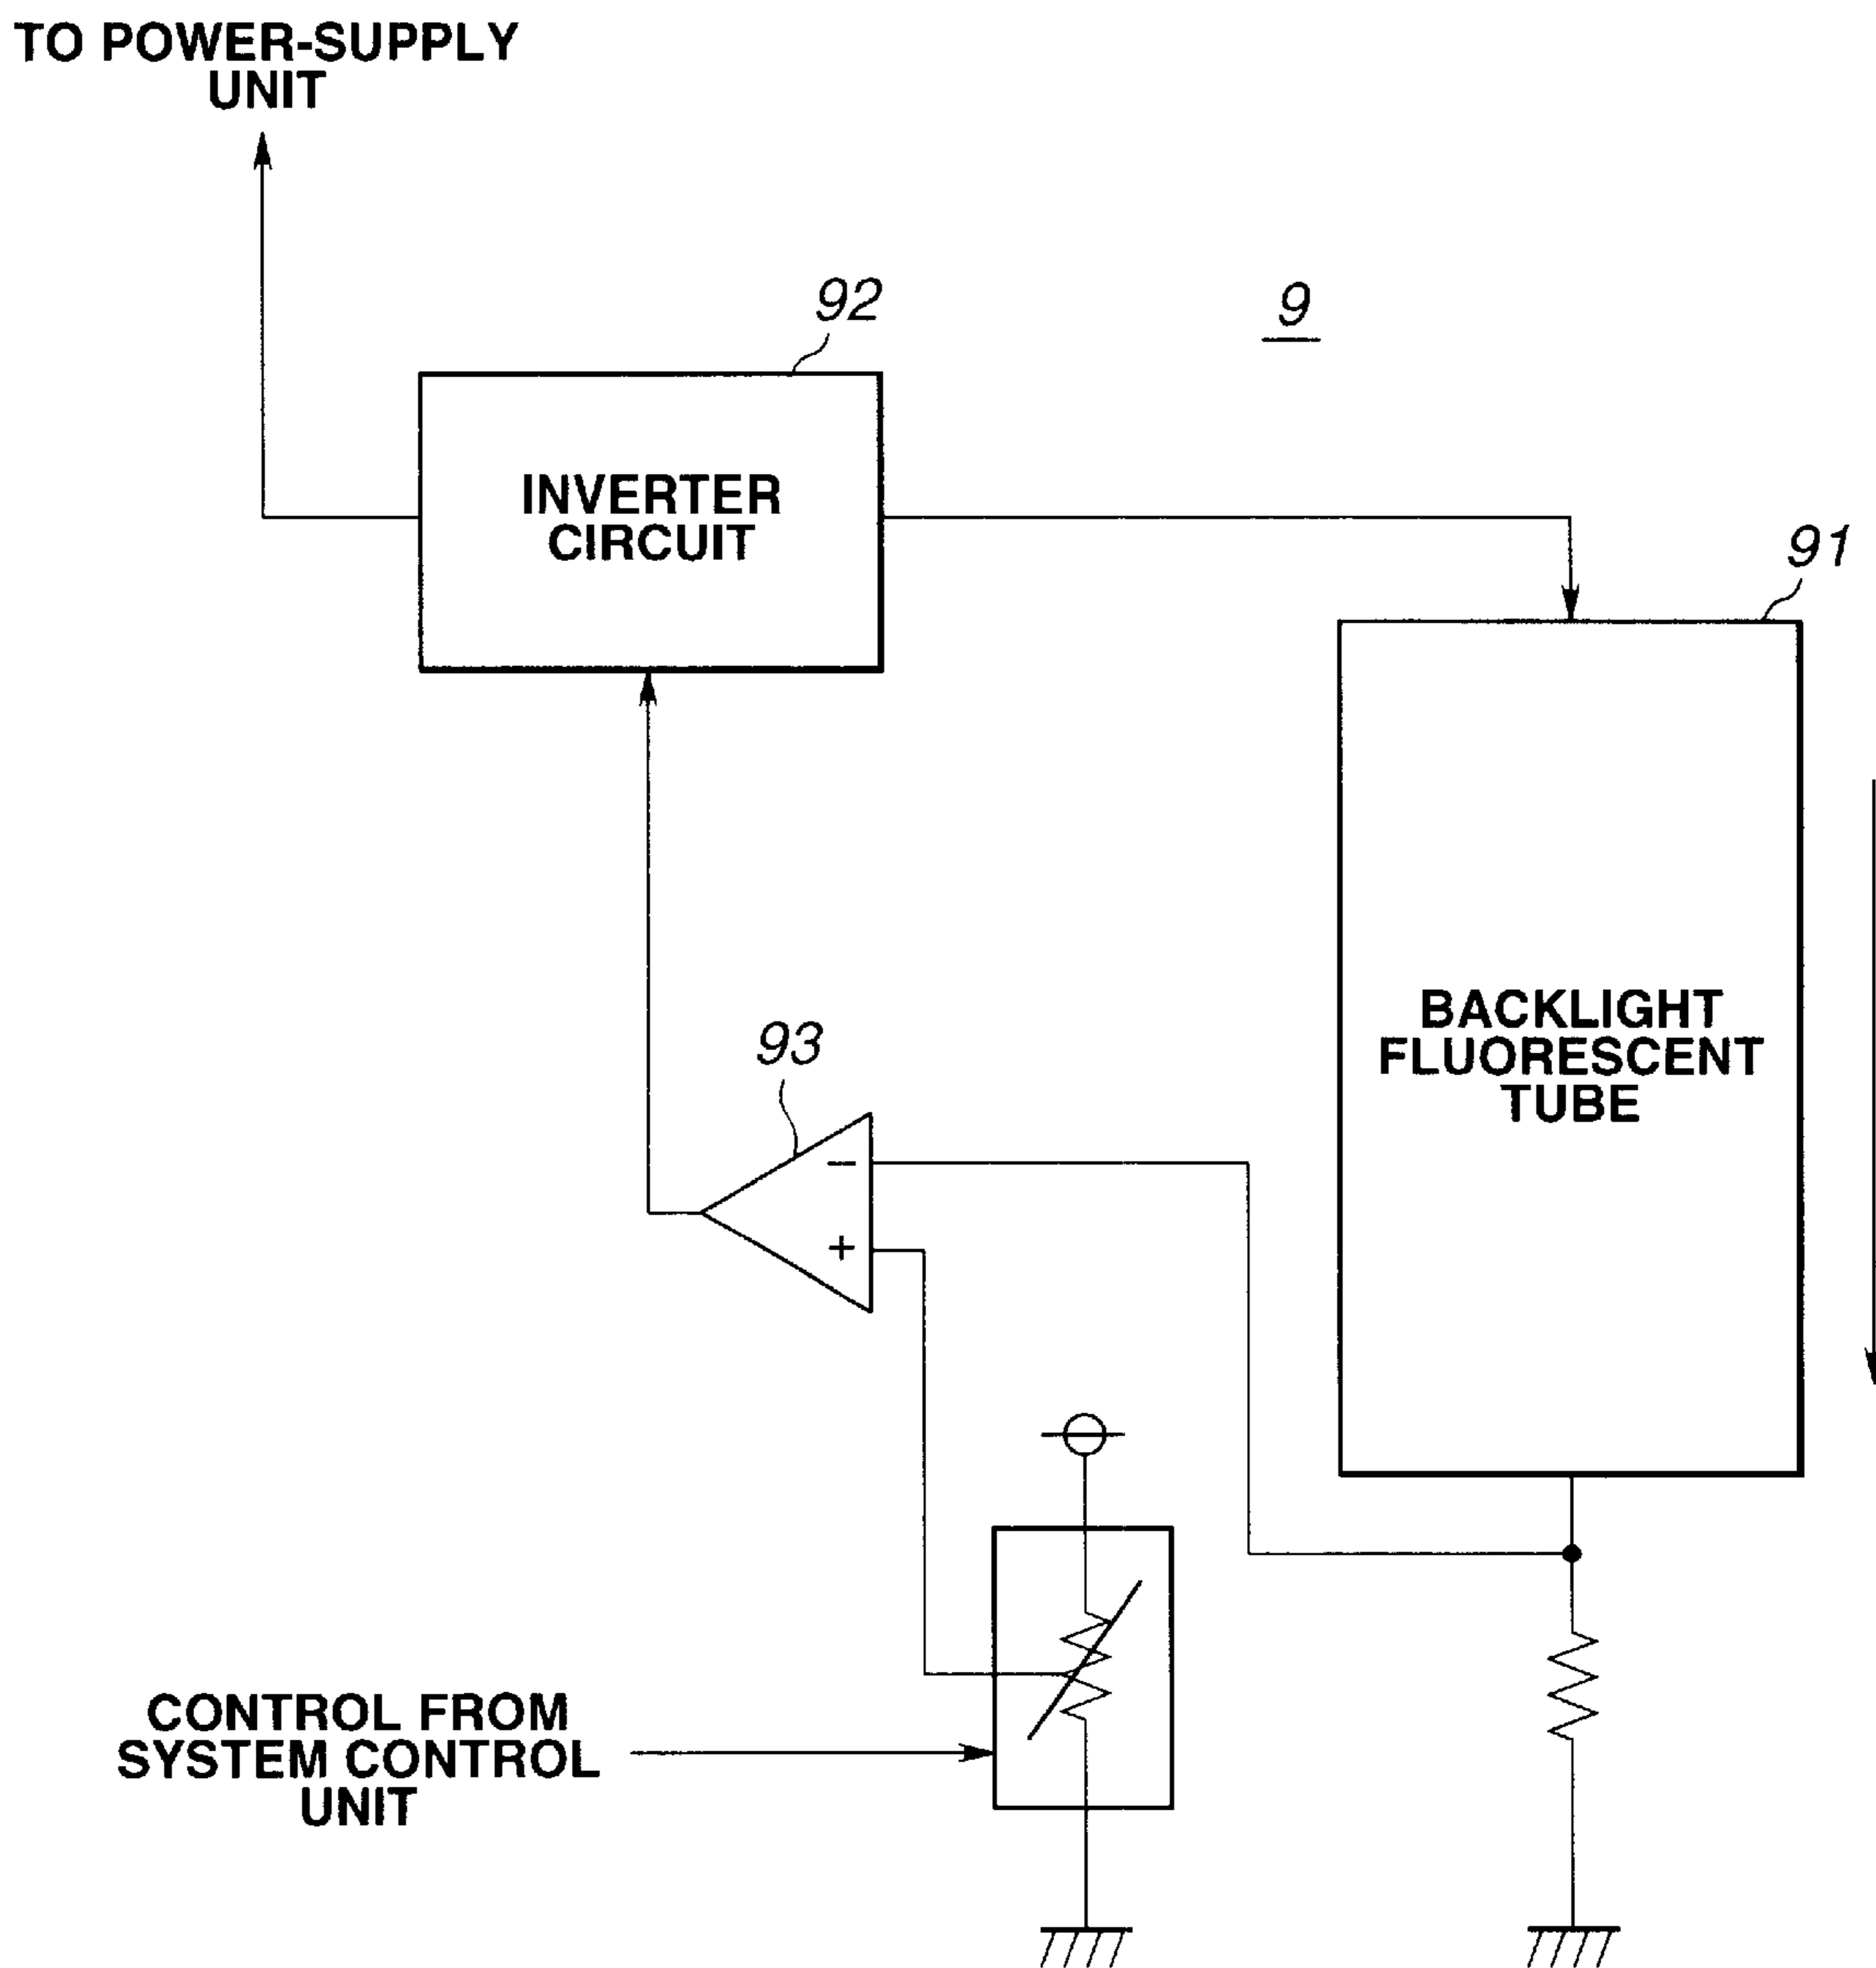 TO POWER-SUPPLY
UNIT
92
9
INVERTER
CIRCUIT
91
BACKLIGHT
FLUORESCENT
TUBE
93
−
+
CONTROL FROM
SYSTEM CONTROL
UNIT